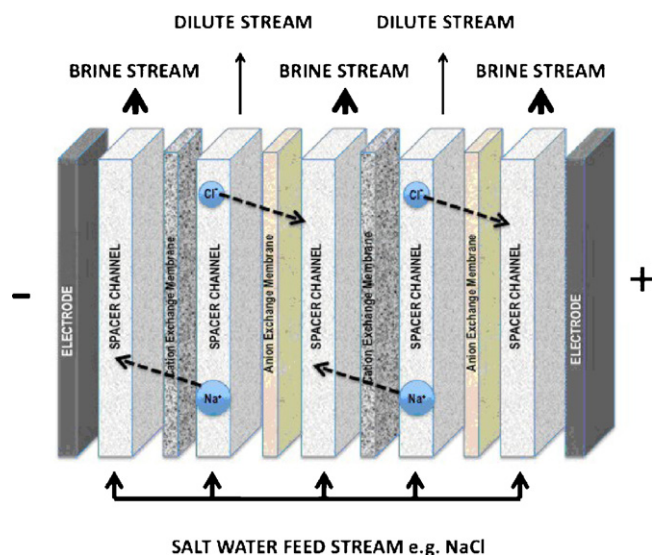 DILUTE STREAM
DILUTE STREAM
BRINE STREAM
BRINE STREAM
BRINE STREAM
-
ELECTRODE
SPACER CHANNEL
Cation Exchange Membrane
SPACER CHANNEL
Cl-
Na+
Anion Exchange Membrane
SPACER CHANNEL
Cation Exchange Membrane
SPACER CHANNEL
Cl-
Na+
Anion Exchange Membrane
SPACER CHANNEL
ELECTRODE
+
SALT WATER FEED STREAM e.g. NaCl